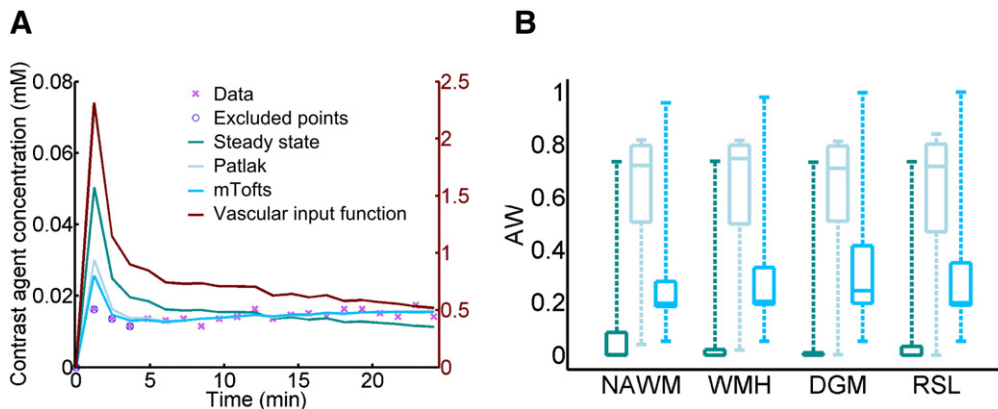 A
Contrast agent concentration (mM)
0.08
0.06
0.04
0.02
0
2.5
2
1.5
1
0.5
0
Data
Excluded points
Steady state
Patlak
mTofts
Vascular input function
0 5 10 15 20
Time (min)
B
AW
1
0.8
0.6
0.4
0.2
0
NAWM WMH DGM RSL